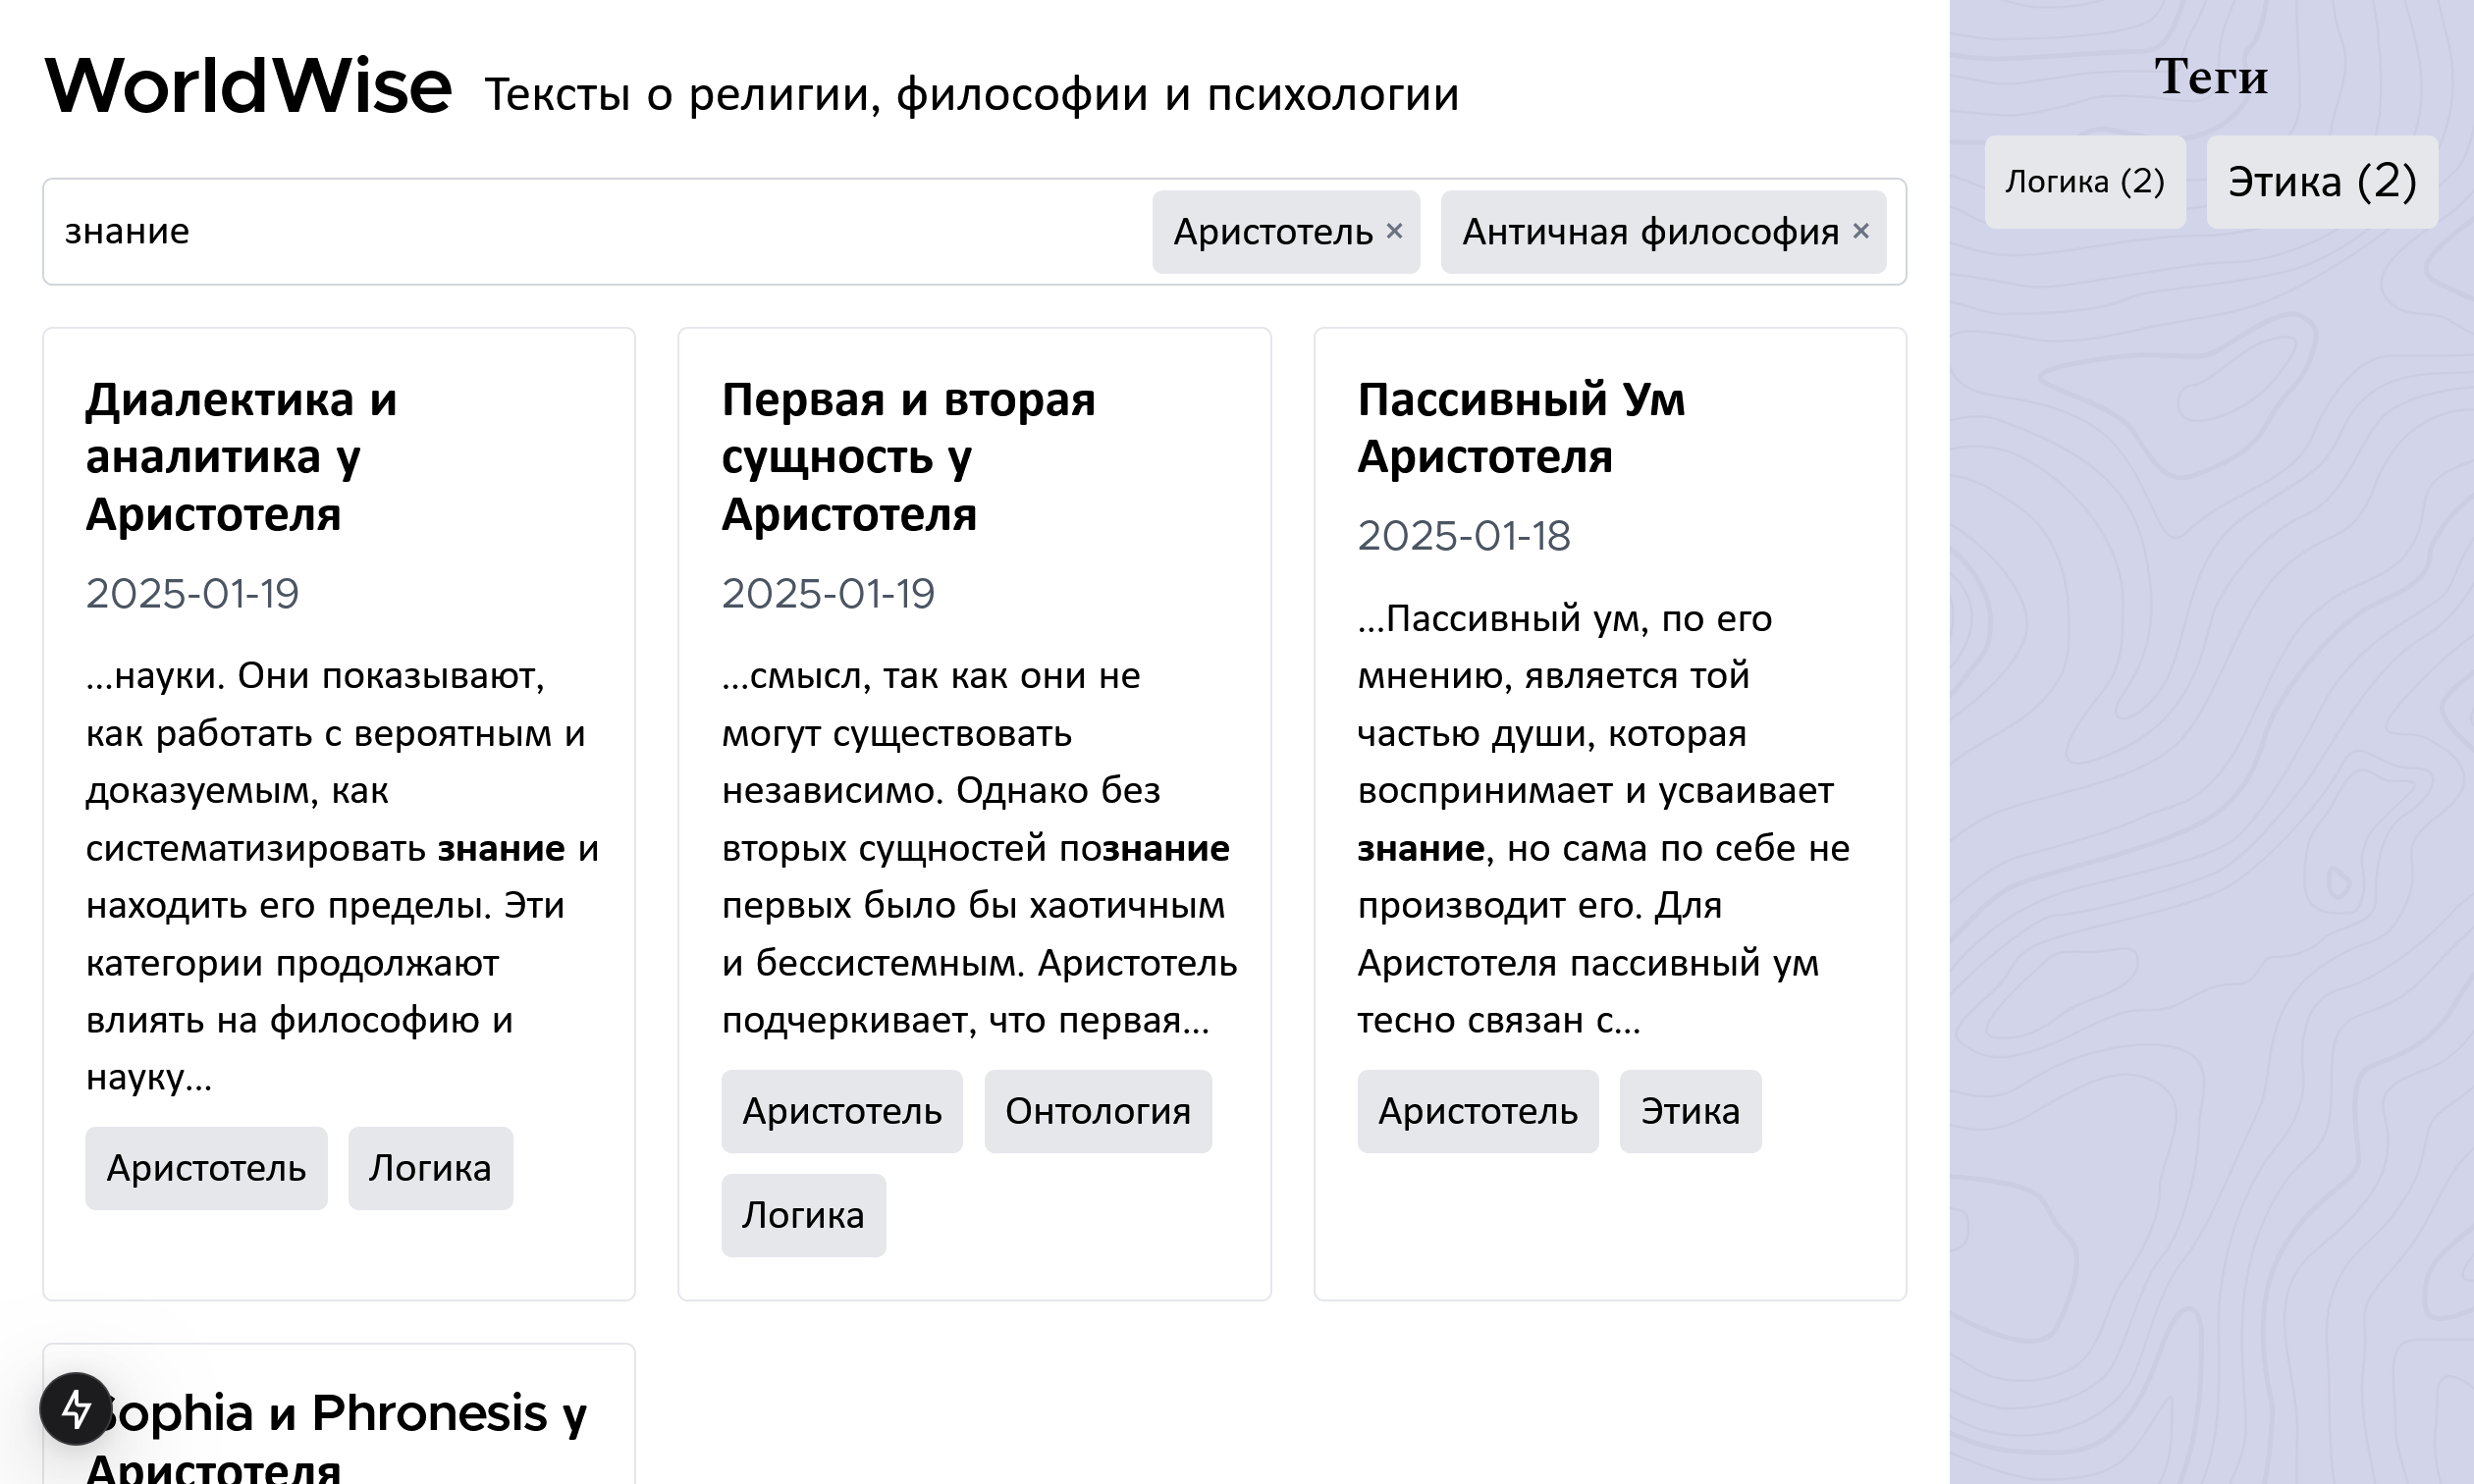 WorldWise Тексты о религии, философии и психологии
знание
Аристотель ×
Античная философия ×
Диалектика и
аналитика у
Аристотеля
2025-01-19
...науки. Они показывают,
как работать с вероятным и
доказуемым, как
систематизировать знание и
находить его пределы. Эти
категории продолжают
влиять на философию и
науку...
Аристотель
Логика
Первая и вторая
сущность у
Аристотеля
2025-01-19
...смысл, так как они не
могут существовать
независимо. Однако без
вторых сущностей познание
первых было бы хаотичным
и бессистемным. Аристотель
подчеркивает, что первая...
Аристотель
Онтология
Логика
Пассивный Ум
Аристотеля
2025-01-18
...Пассивный ум, по его
мнению, является той
частью души, которая
воспринимает и усваивает
знание, но сама по себе не
производит его. Для
Аристотеля пассивный ум
тесно связан с...
Аристотель
Этика
Sophia и Phronesis у
Аристотеля
Теги
Логика (2)
Этика (2)